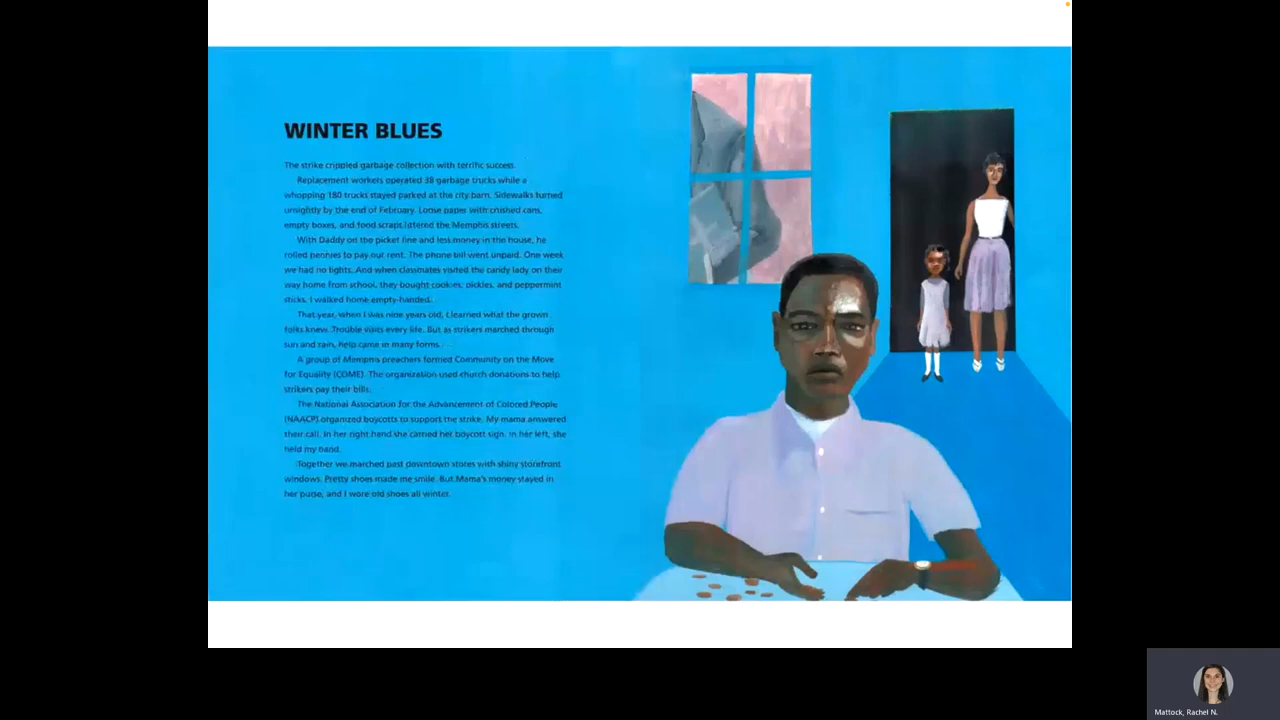 WINTER BLUES
The strike crippled garbage collection with terrific success.
Replacement workers operated 38 garbage trucks while a
whopping 180 trucks stayed parked at the city barn. Sidewalks turned
unsightly by the end of February. Loose paper with crushed cans,
empty boxes, and food scraps littered the Memphis streets.
With Daddy on the picket line and less money in the house, he
rolled pennies to pay our rent. The phone bill went unpaid. One week
we had no lights. And when classmates visited the candy lady on their
way home from school, they bought cookies, pickles, and peppermint
sticks. I walked home empty-handed.
That year, when I was nine years old, I learned what the grown
folks knew. Trouble visits every life. But as strikers marched through
sun and rain, help came in many forms.
A group of Memphis preachers formed Community on the Move
for Equality (COME). The organization used church donations to help
strikers pay their bills.
The National Association for the Advancement of Colored People
(NAACP) organized boycotts to support the strike. My mama answered
their call. In her right hand she carried her boycott sign. In her left, she
held my hand.
Together we marched past downtown stores with shiny storefront
windows. Pretty shoes made me smile. But Mama's money stayed in
her purse, and I wore old shoes all winter.
Mattock, Rachel N.